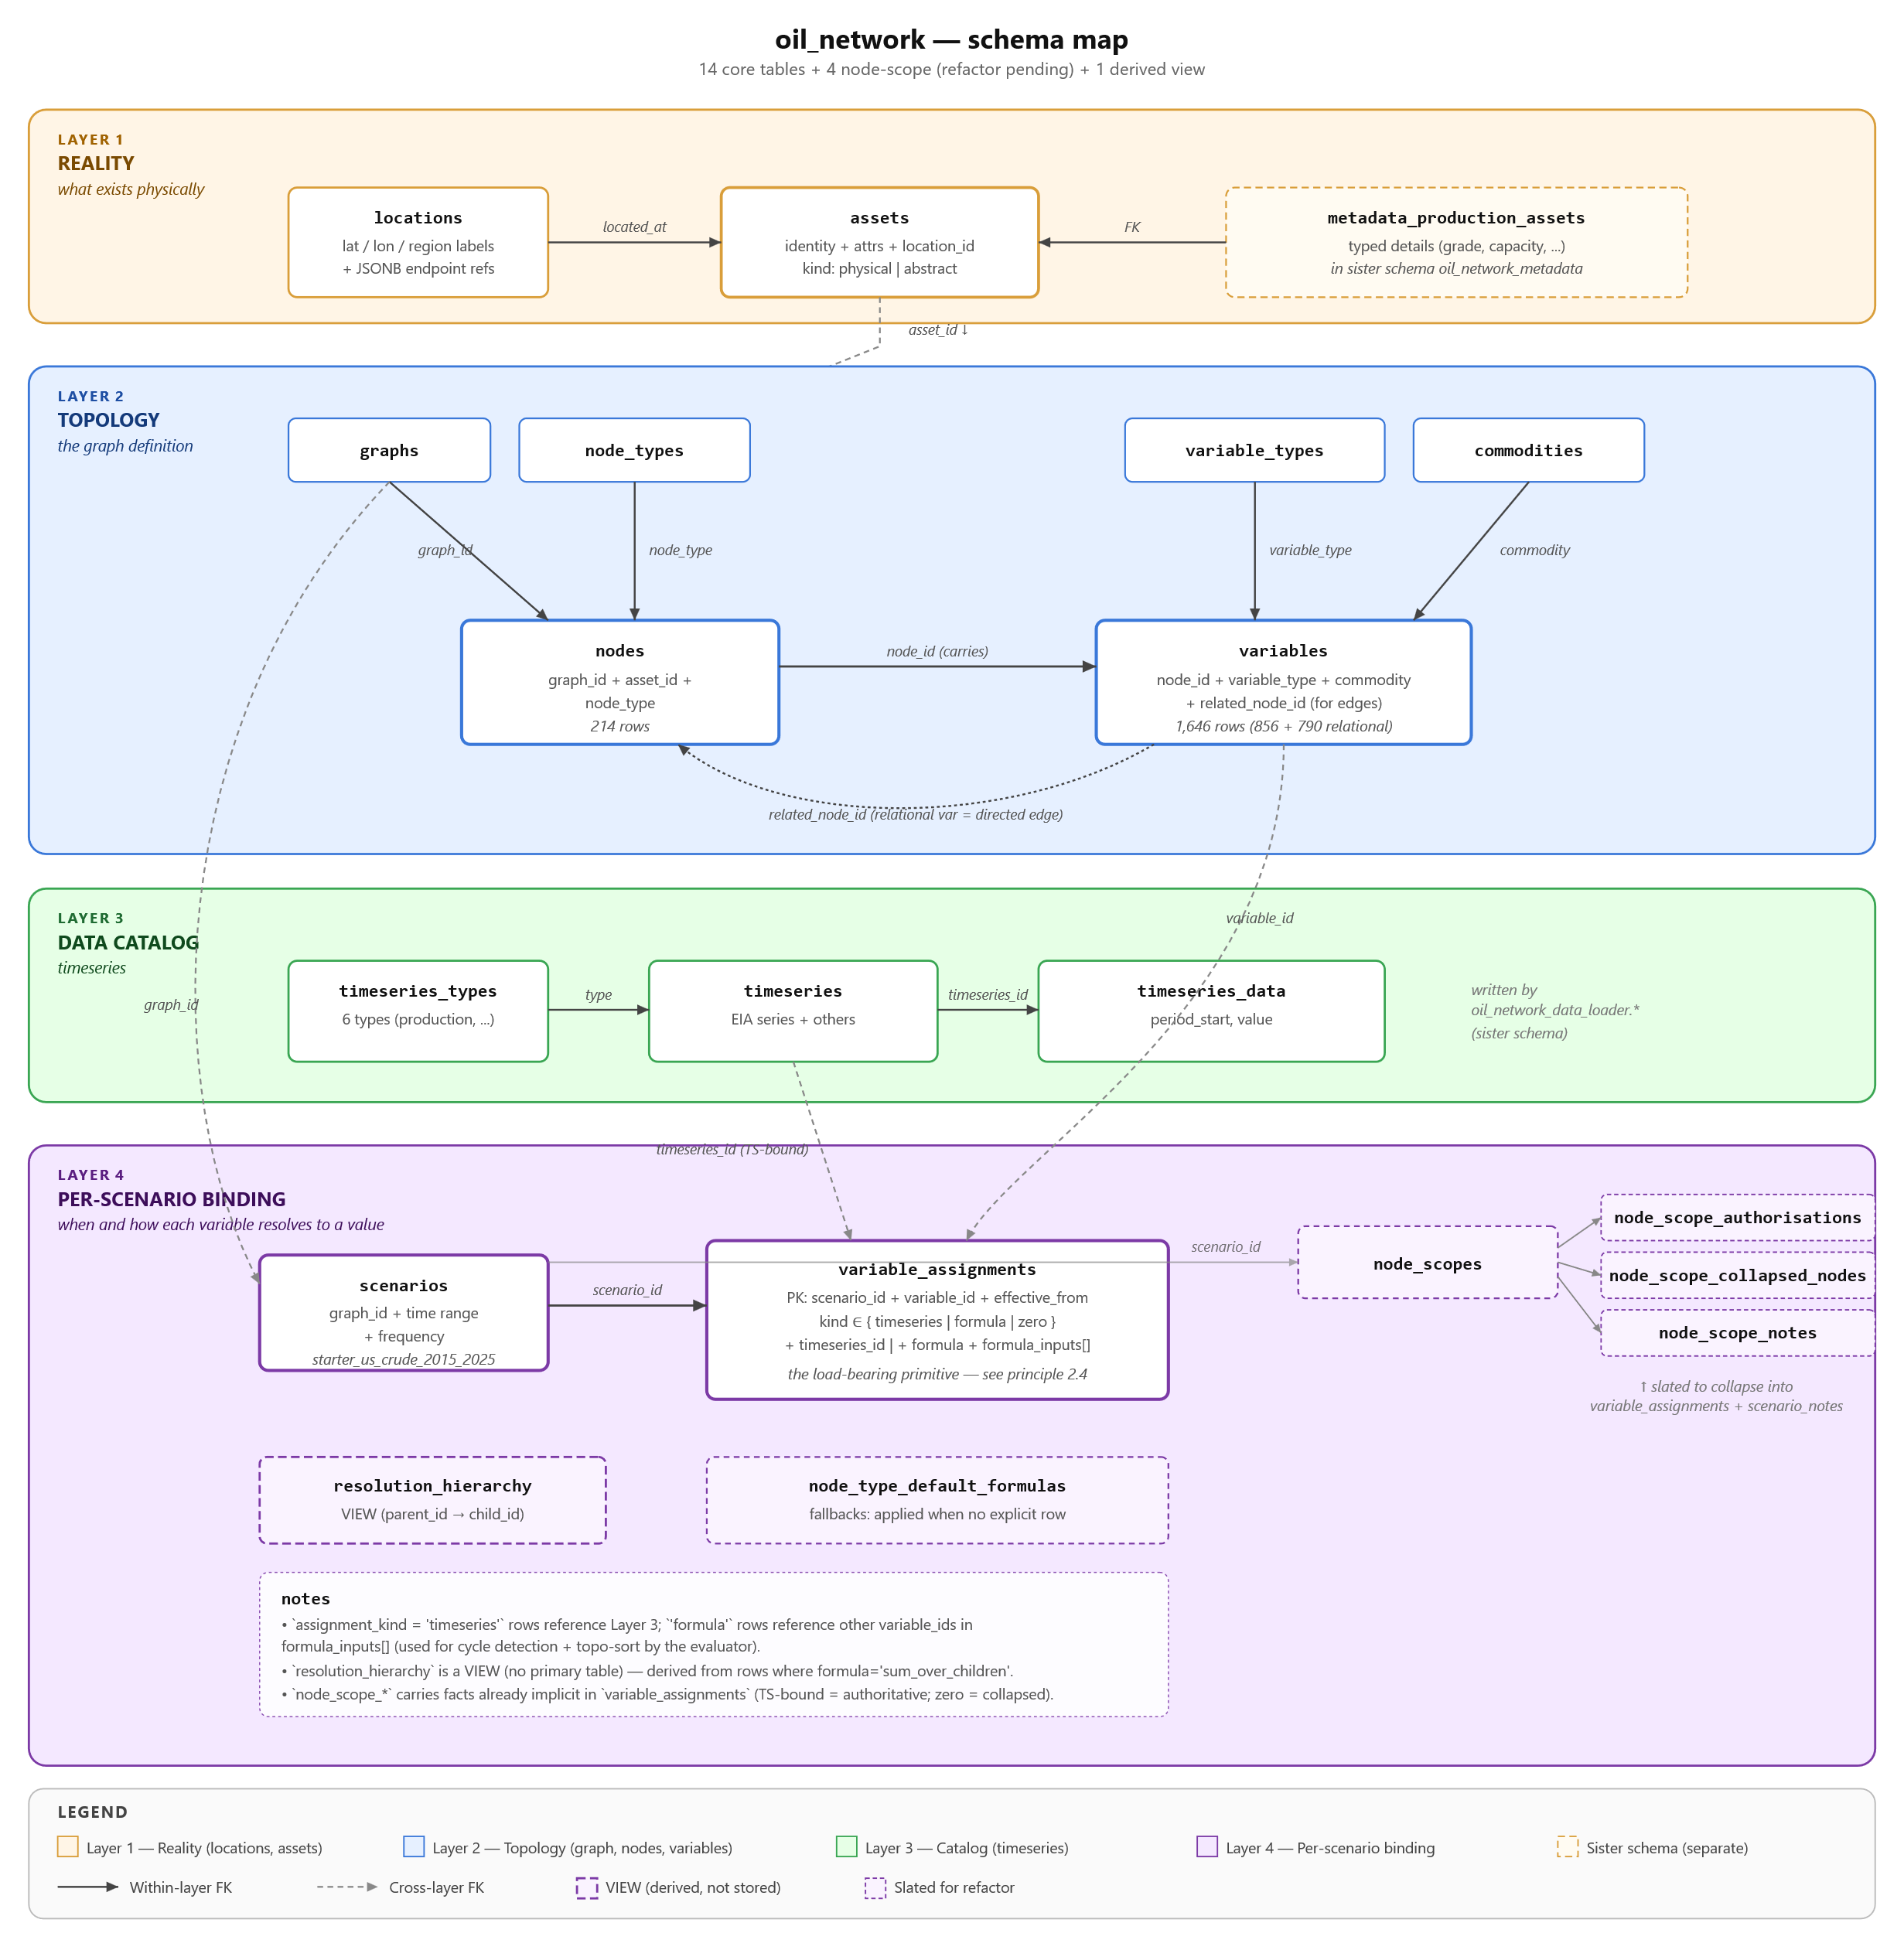 oil_network — schema map
14 core tables + 4 node-scope (refactor pending) + 1 derived view
LAYER 1
REALITY
what exists physically
locations
lat / lon / region labels
+ JSONB endpoint refs
located_at
assets
identity + attrs + location_id
kind: physical | abstract
FK
metadata_production_assets
typed details (grade, capacity, ...)
in sister schema oil_network_metadata
asset_id ↓
LAYER 2
TOPOLOGY
the graph definition
graphs
node_types
variable_types
commodities
graph_id
node_type
variable_type
commodity
nodes
graph_id + asset_id +
node_type
214 rows
node_id (carries)
variables
node_id + variable_type + commodity
+ related_node_id (for edges)
1,646 rows (856 + 790 relational)
related_node_id (relational var = directed edge)
LAYER 3
DATA CATALOG
timeseries
variable_id
graph_id
timeseries_types
6 types (production, ...)
type
timeseries
EIA series + others
timeseries_id
timeseries_data
period_start, value
written by
oil_network_data_loader.*
(sister schema)
timeseries_id (TS-bound)
LAYER 4
PER-SCENARIO BINDING
when and how each variable resolves to a value
scenarios
graph_id + time range
+ frequency
starter_us_crude_2015_2025
scenario_id
variable_assignments
PK: scenario_id + variable_id + effective_from
kind ∈ { timeseries | formula | zero }
+ timeseries_id | + formula + formula_inputs[]
the load-bearing primitive — see principle 2.4
scenario_id
node_scopes
node_scope_authorisations
node_scope_collapsed_nodes
node_scope_notes
↑ slated to collapse into
variable_assignments + scenario_notes
resolution_hierarchy
VIEW (parent_id → child_id)
node_type_default_formulas
fallbacks: applied when no explicit row
notes
• `assignment_kind = 'timeseries'` rows reference Layer 3; `'formula'` rows reference other variable_ids in
formula_inputs[] (used for cycle detection + topo-sort by the evaluator).
• `resolution_hierarchy` is a VIEW (no primary table) — derived from rows where formula='sum_over_children'.
• `node_scope_*` carries facts already implicit in `variable_assignments` (TS-bound = authoritative; zero = collapsed).
LEGEND
Layer 1 — Reality (locations, assets)
Layer 2 — Topology (graph, nodes, variables)
Layer 3 — Catalog (timeseries)
Layer 4 — Per-scenario binding
Sister schema (separate)
Within-layer FK
Cross-layer FK
VIEW (derived, not stored)
Slated for refactor